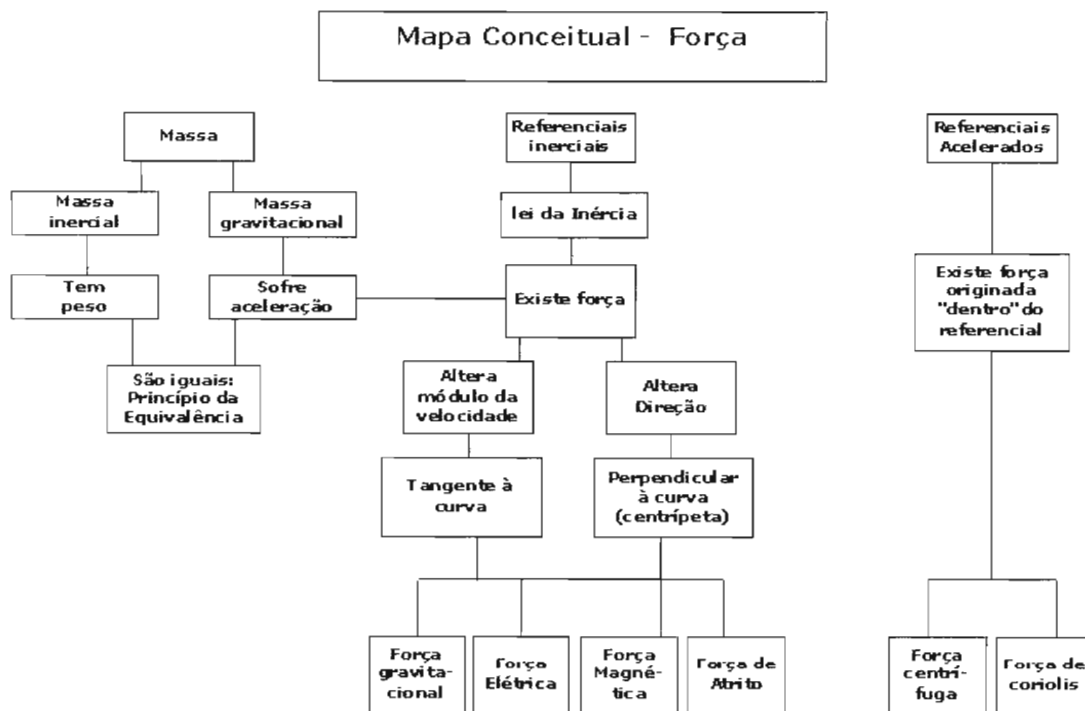 Mapa Conceitual - Força
Massa
Referenciais
inerciais
Referenciais
Acelerados
Massa
inercial
Massa
gravitacional
lei da Inércia
Tem
peso
Sofre
aceleração
Existe força
Existe força
originada
"dentro" do
referencial
São iguais:
Princípio da
Equivalência
Altera
módulo da
velocidade
Altera
Direção
Tangente à
curva
Perpendicular
à curva
(centrípeta)
Força
gravita-
cional
Força
Elétrica
Força
Magné-
tica
Força de
Atrito
Força
centrí-
fuga
Força de
coriolis